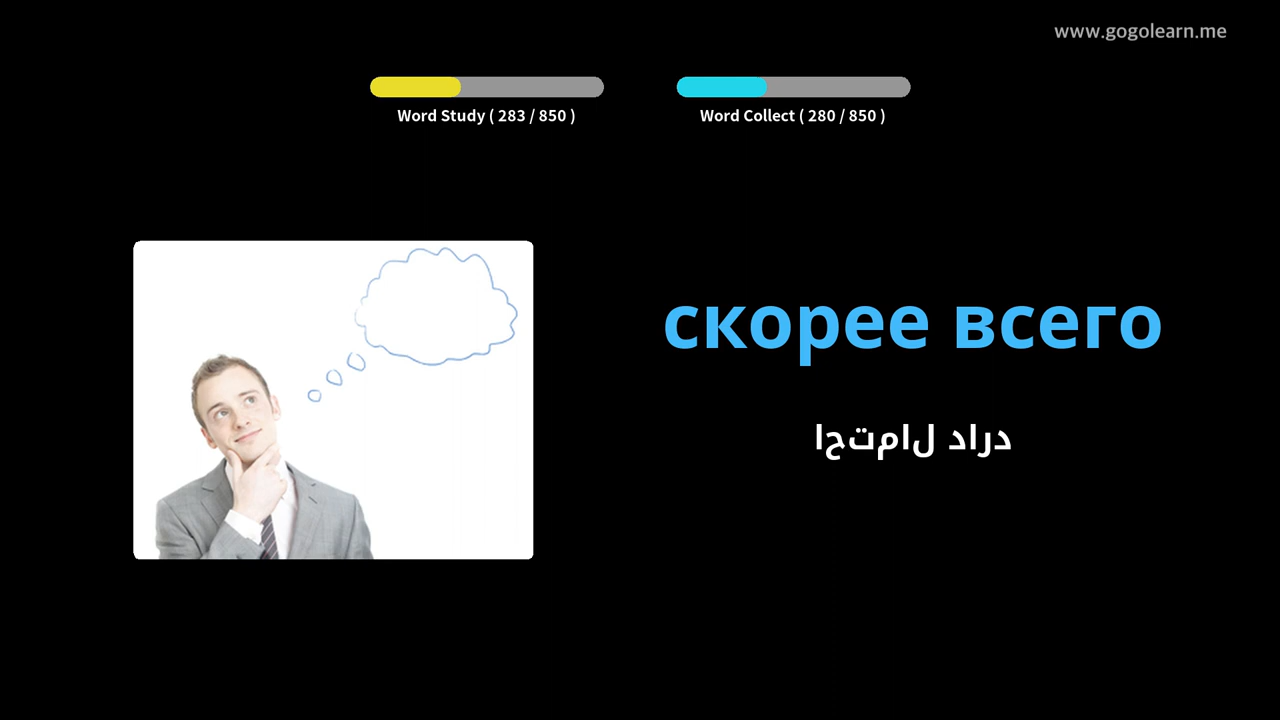 www.gogolearn.me
Word Study ( 283 / 850 )
Word Collect ( 280 / 850 )
скорее всего
احتمال دارد